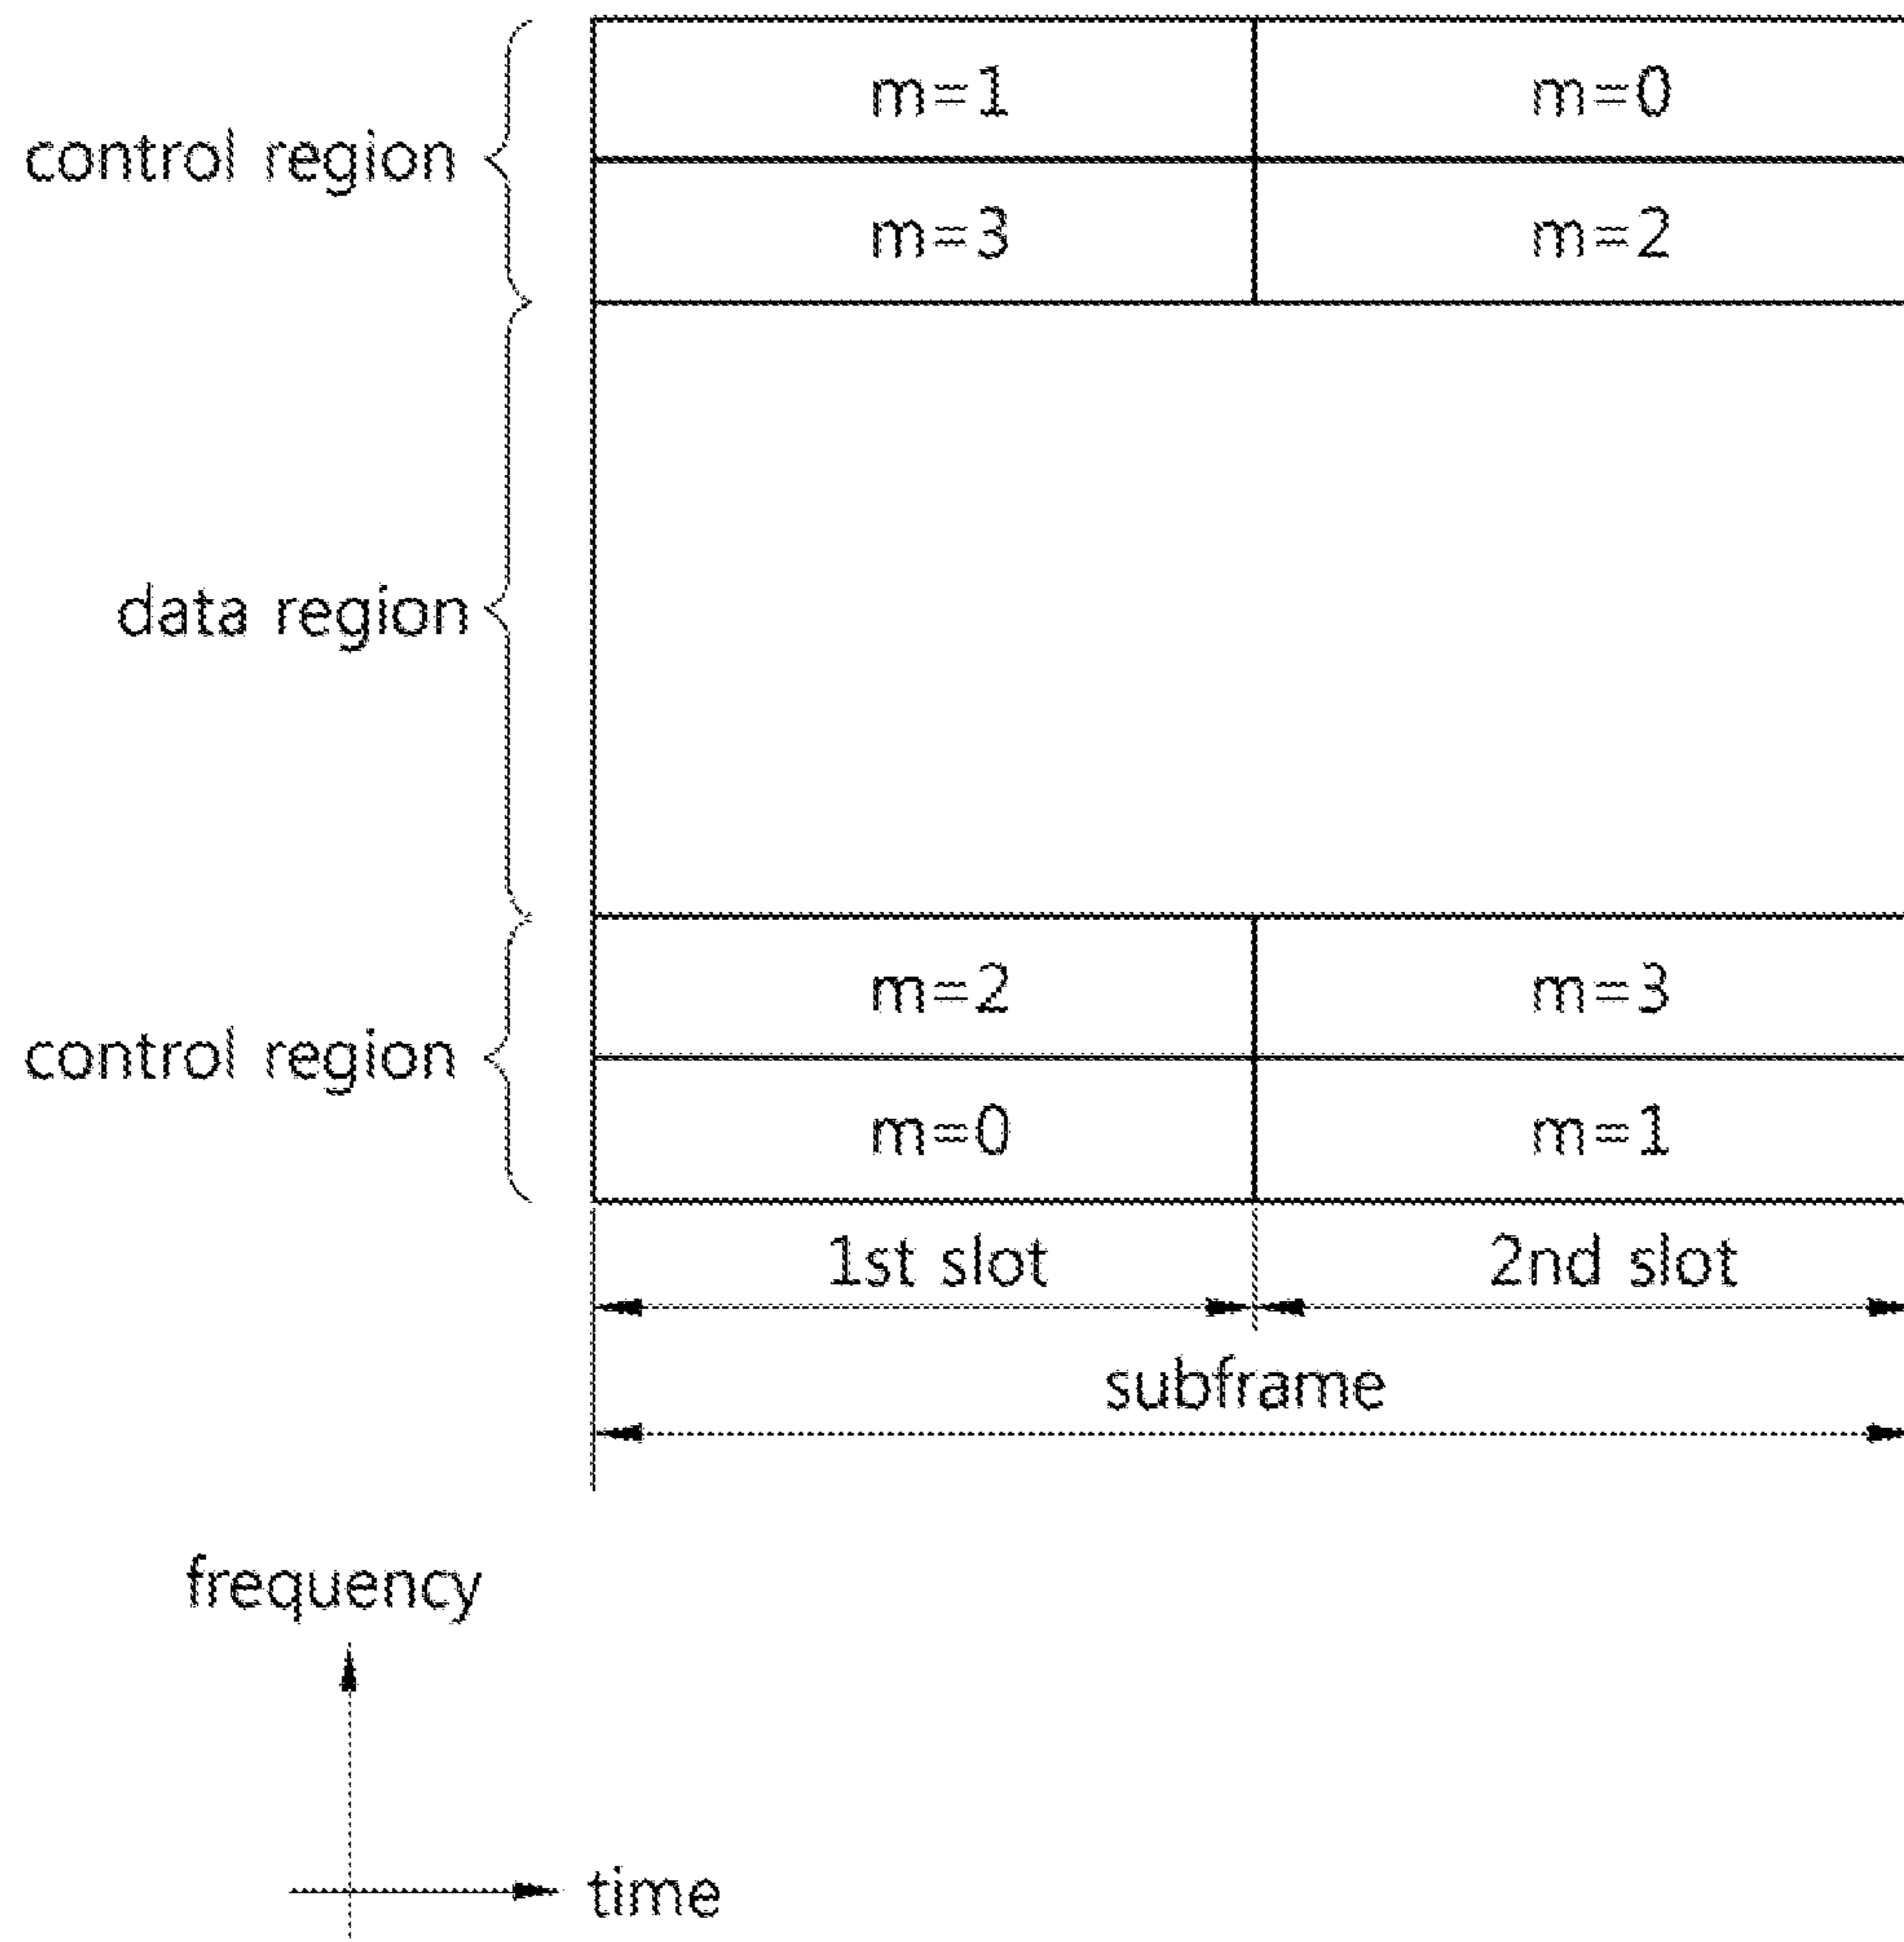 m=1 m=0
control region
m=3 m=2
data region
m=2 m=3
control region
m=0 m=1
1st slot 2nd slot
subframe
frequency
time